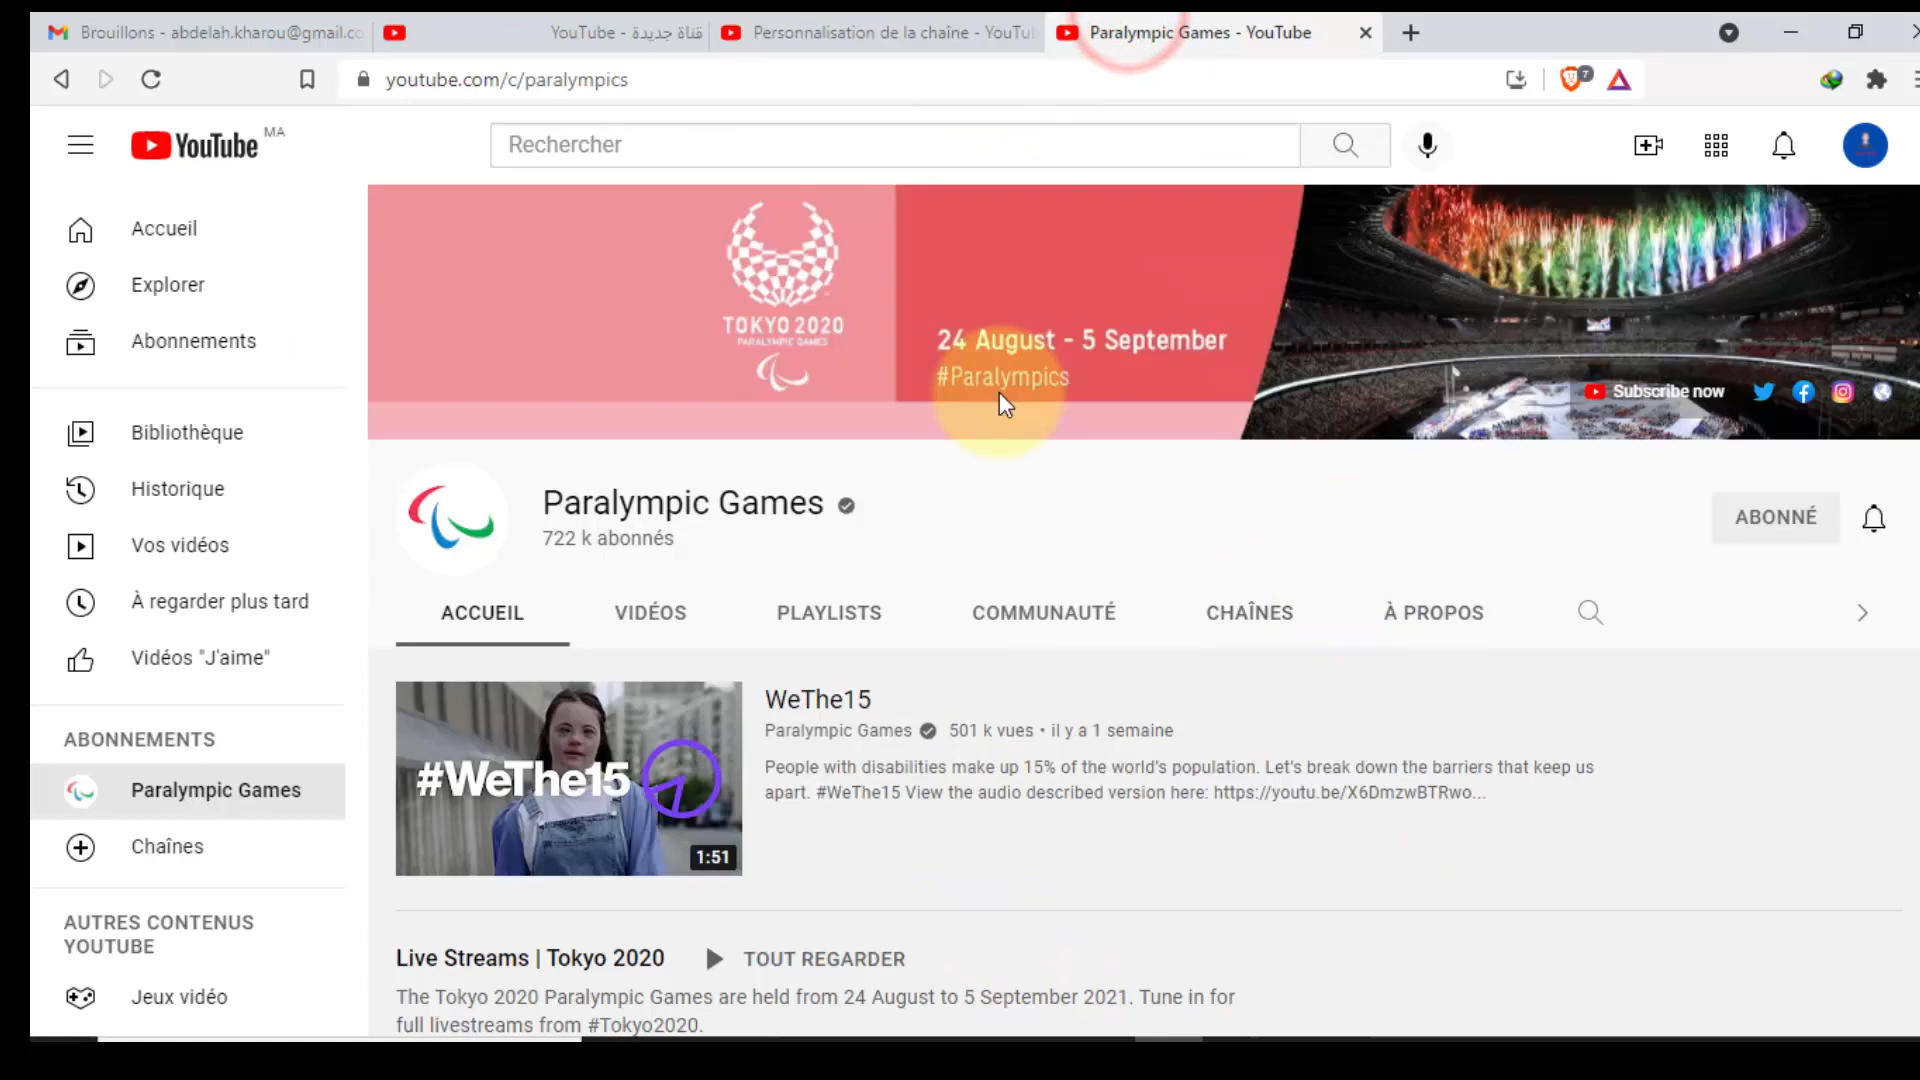 Brouillons - abdelah.kharou@gmail.co
قناة جديدة - YouTube
Personnalisation de la chaîne - YouTu
Paralympic Games - YouTube
youtube.com/c/paralympics
7
YouTube MA
Rechercher
Accueil
Explorer
Abonnements
Bibliothèque
Historique
Vos vidéos
À regarder plus tard
Vidéos "J'aime"
ABONNEMENTS
Paralympic Games
Chaînes
AUTRES CONTENUS
YOUTUBE
Jeux vidéo
TOKYO 2020
PARALYMPIC GAMES
24 August - 5 September
#Paralympics
Subscribe now
Paralympic Games
722 k abonnés
ABONNÉ
ACCUEIL
VIDÉOS
PLAYLISTS
COMMUNAUTÉ
CHAÎNES
À PROPOS
#WeThe15
1:51
WeThe15
Paralympic Games 501 k vues • il y a 1 semaine
People with disabilities make up 15% of the world's population. Let's break down the barriers that keep us
apart. #WeThe15 View the audio described version here: https://youtu.be/X6DmzwBTRwo...
Live Streams | Tokyo 2020
TOUT REGARDER
The Tokyo 2020 Paralympic Games are held from 24 August to 5 September 2021. Tune in for
full livestreams from #Tokyo2020.